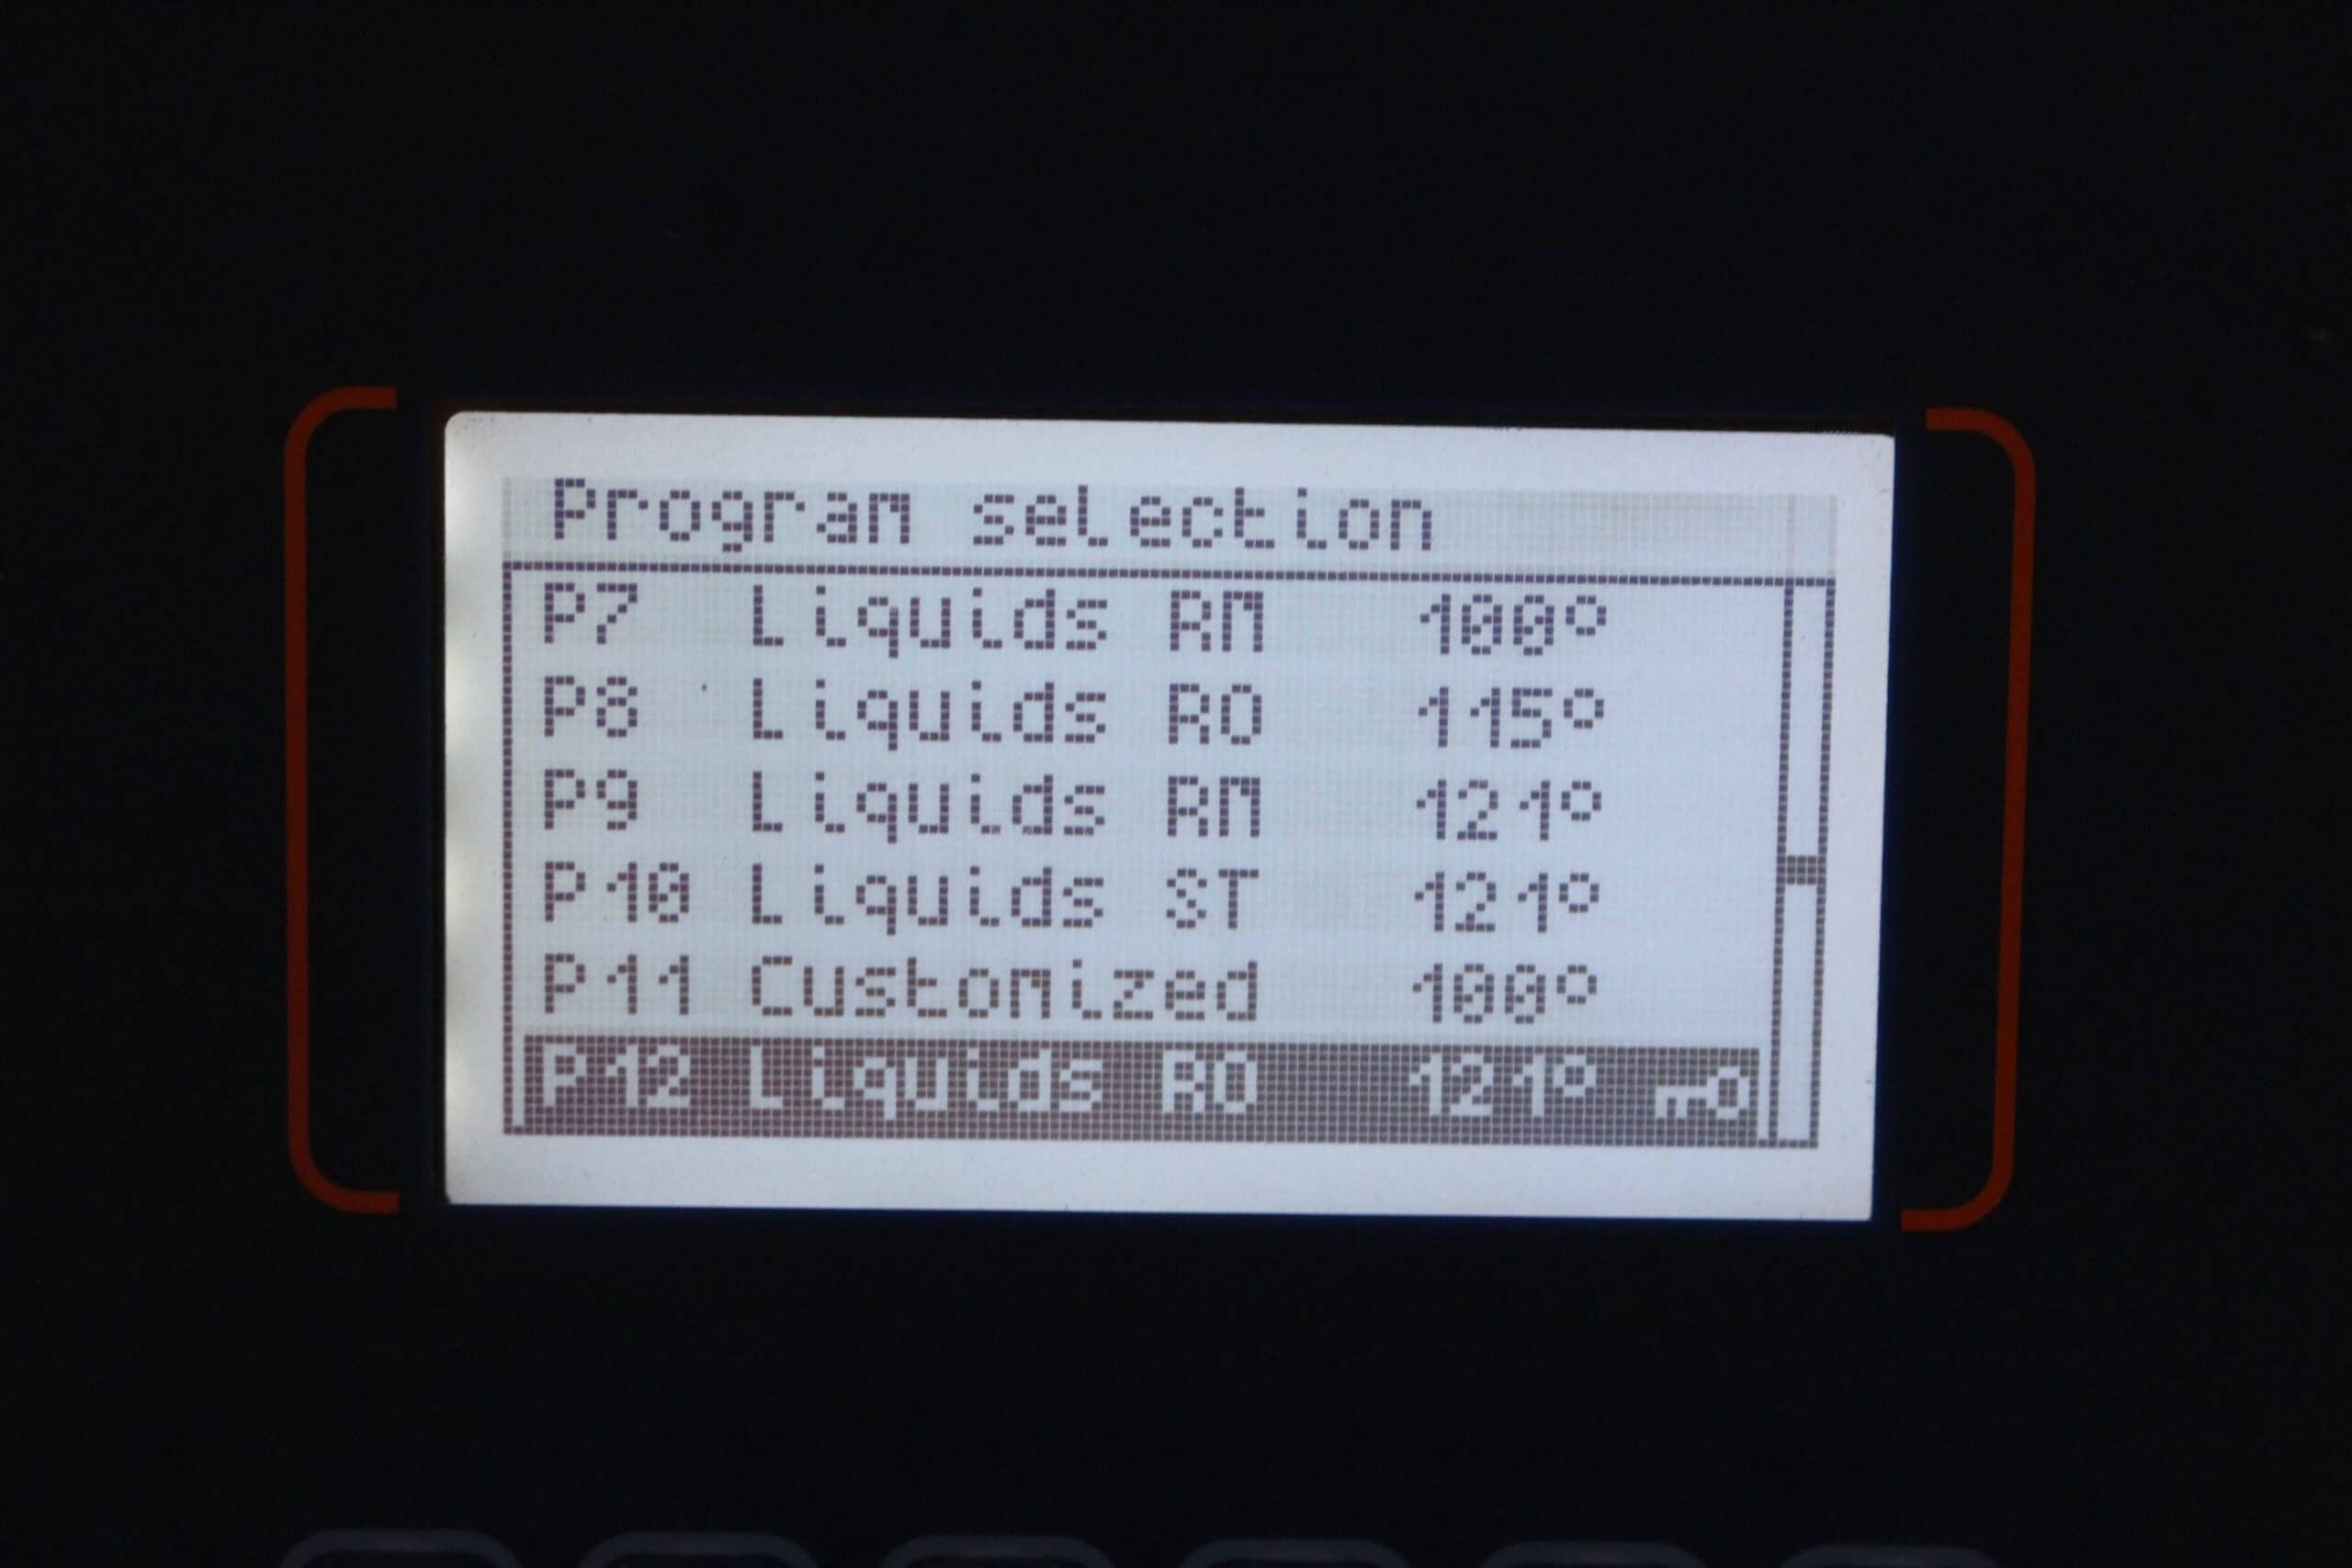 Program selection
P7 Liquids RM 100°
P8 Liquids RO 115°
P9 Liquids RM 121°
P10 Liquids ST 121°
P11 Customized 100°
P12 Liquids RO 121°